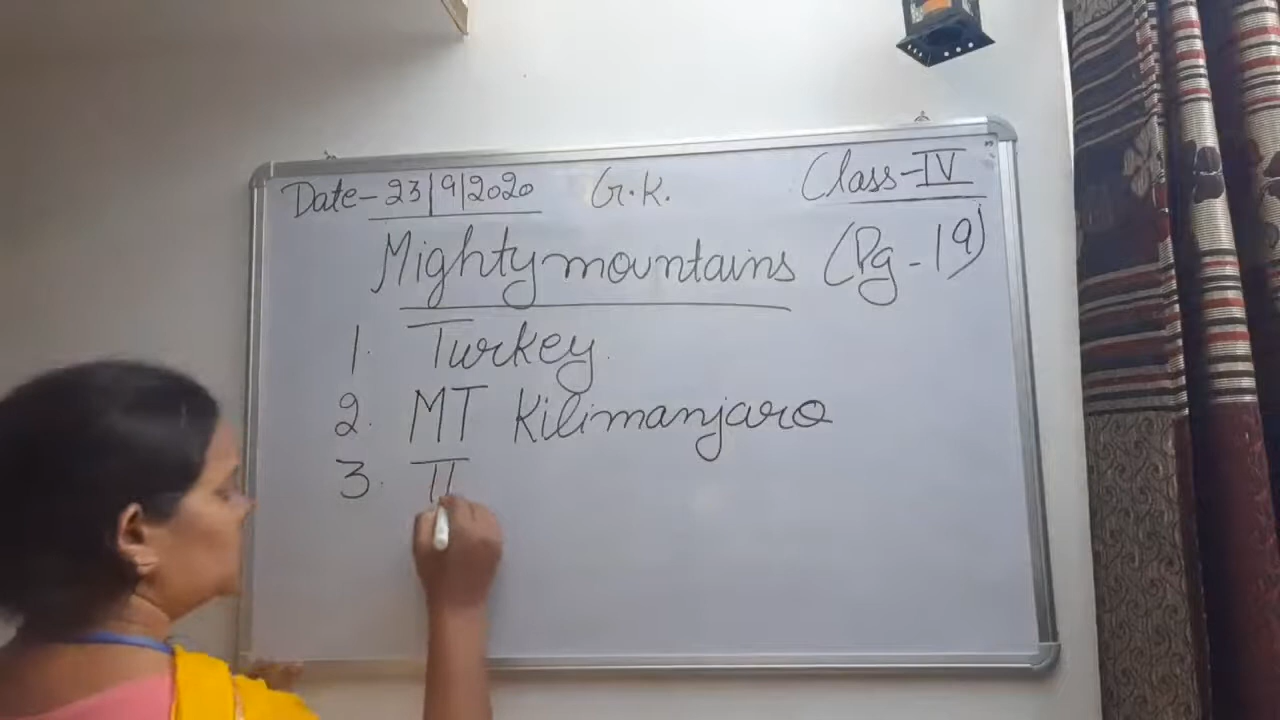 Date-23|9|2020 G.K. Class-IV
Mighty mountains (Pg-19)
1. Turkey
2. MT Kilimanjaro
3.